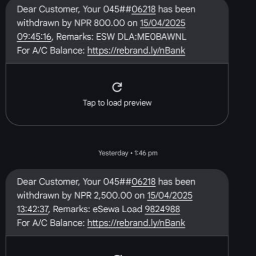 Dear Customer, Your 045##06218 has been
withdrawn by NPR 800.00 on 15/04/2025
09:45:16, Remarks: ESW DLA:ME0BAWNL
For A/C Balance: https://rebrand.ly/nBank
Tap to load preview
Yesterday • 1:46 pm
Dear Customer, Your 045##06218 has been
withdrawn by NPR 2,500.00 on 15/04/2025
13:42:37, Remarks: eSewa Load 9824988
For A/C Balance: https://rebrand.ly/nBank